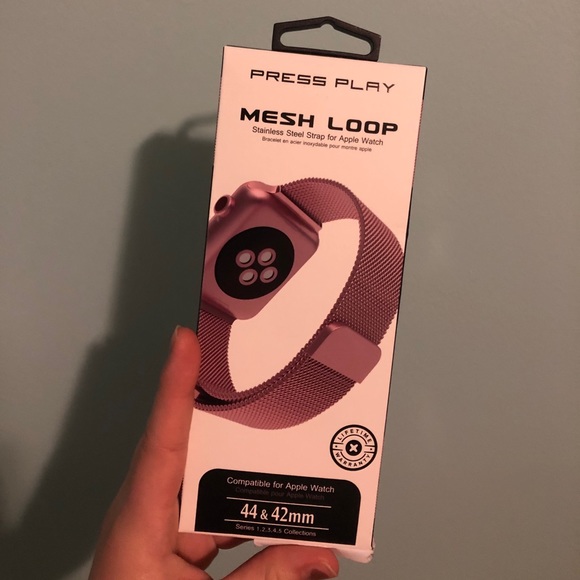 PRESS PLAY
MESH LOOP
Stainless Steel Strap for Apple Watch
Bracelet en acier inoxydable pour montre apple
LIFETIME
WARRANTY
Compatible for Apple Watch
Compatible pour Apple Watch
44 & 42mm
Series 1,2,3,4,5 Collections